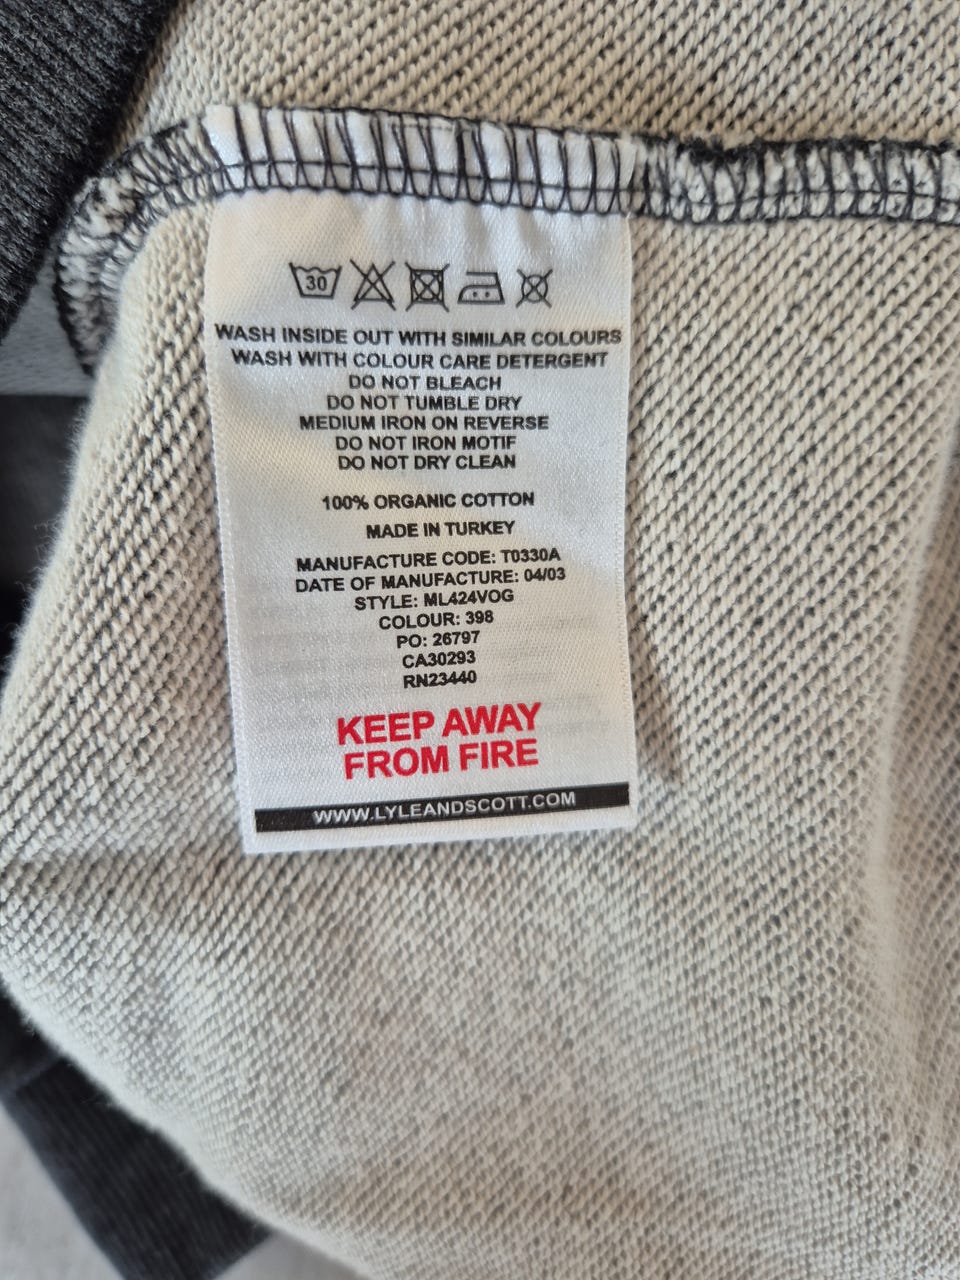 30
WASH INSIDE OUT WITH SIMILAR COLOURS
WASH WITH COLOUR CARE DETERGENT
DO NOT BLEACH
DO NOT TUMBLE DRY
MEDIUM IRON ON REVERSE
DO NOT IRON MOTIF
DO NOT DRY CLEAN
100% ORGANIC COTTON
MADE IN TURKEY
MANUFACTURE CODE: T0330A
DATE OF MANUFACTURE: 04/03
STYLE: ML424VOG
COLOUR: 398
PO: 26797
CA30293
RN23440
KEEP AWAY
FROM FIRE
WWW.LYLEANDSCOTT.COM